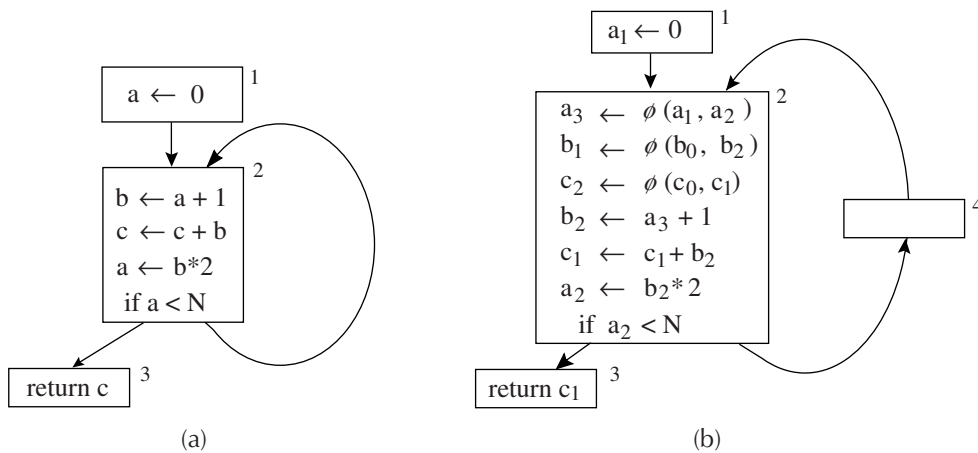 a ← 0
1
2
b ← a + 1
c ← c + b
a ← b*2
if a < N
3
return c
(a)
a₁ ← 0
1
2
a₃ ← ϕ (a₁, a₂)
b₁ ← ϕ (b₀, b₂)
c₂ ← ϕ (c₀, c₁)
b₂ ← a₃ + 1
c₁ ← c₁ + b₂
a₂ ← b₂* 2
if a₂ < N
4
3
return c₁
(b)